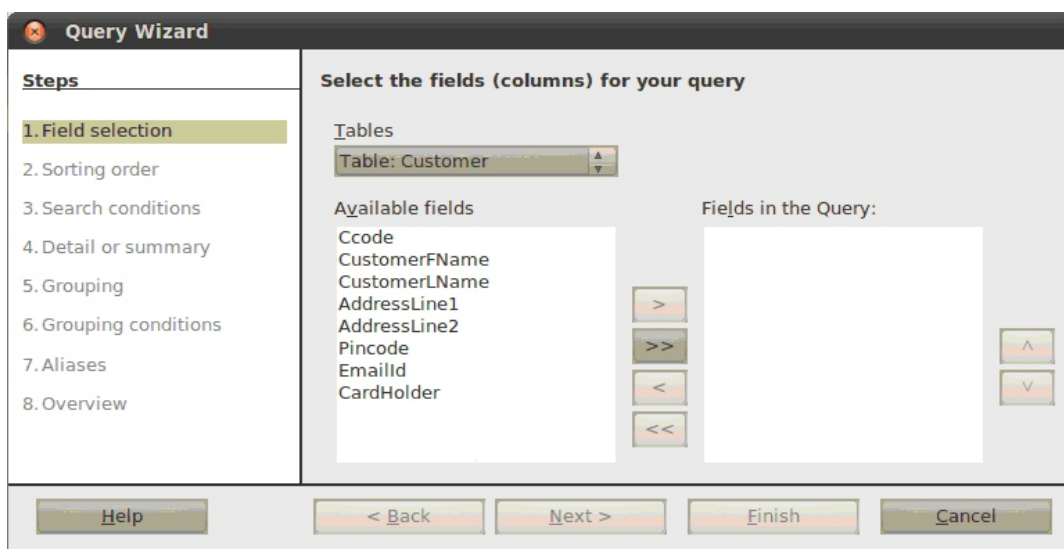 Query Wizard
Steps
1. Field selection
2. Sorting order
3. Search conditions
4. Detail or summary
5. Grouping
6. Grouping conditions
7. Aliases
8. Overview
Select the fields (columns) for your query
Tables
Table: Customer
Available fields
Ccode
CustomerFName
CustomerLName
AddressLine1
AddressLine2
Pincode
EmailId
CardHolder
>
>>
<
<<
Fields in the Query:
^
v
Help
< Back
Next >
Finish
Cancel